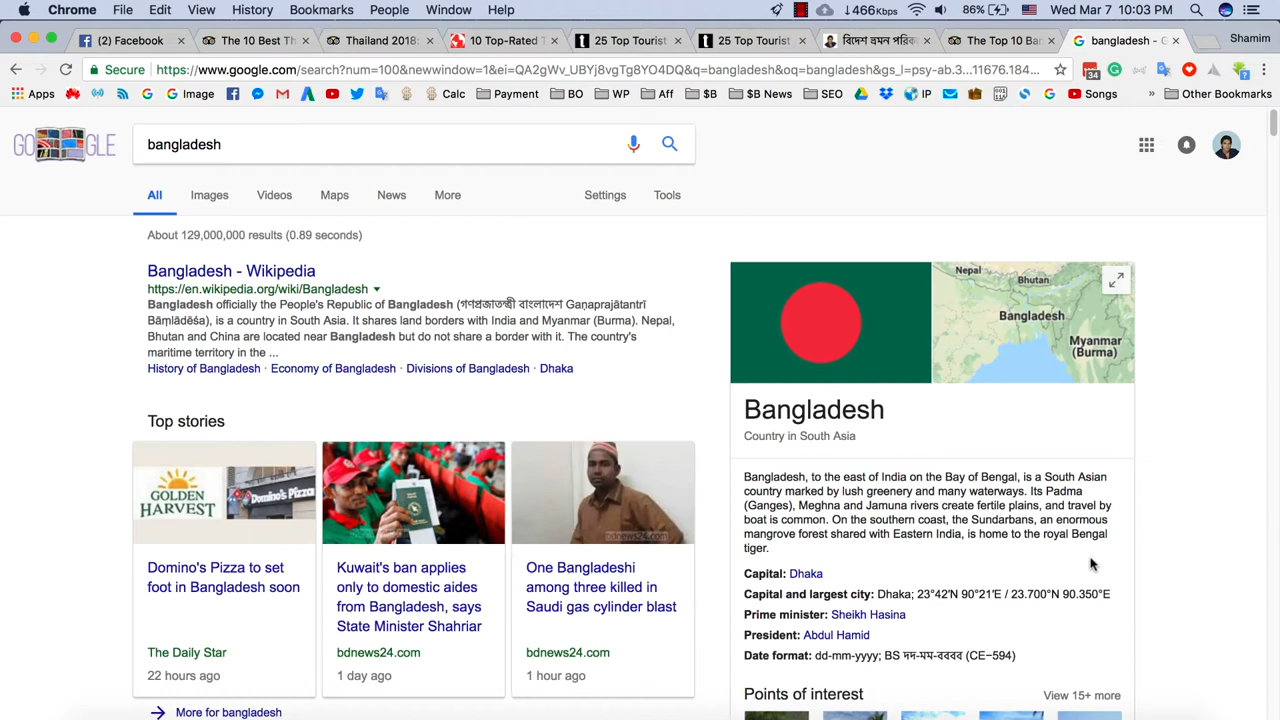 Chrome File Edit View History Bookmarks People Window Help
↓466Kbps 86% Wed Mar 7 10:03 PM
(2) Facebook
The 10 Best Th
Thailand 2018:
10 Top-Rated T
25 Top Tourist
25 Top Tourist
বিদেশ ভ্রমন পরিক
The Top 10 Ban
bangladesh - G
Shamim
Secure https://www.google.com/search?num=100&newwindow=1&ei=QA2gWv_UBYj8vgTg8YO4DQ&q=bangladesh&oq=bangladesh&gs_l=psy-ab.3...11676.184...
34
Apps G Image Calc Payment BO WP Aff $B $B News SEO IP Songs » Other Bookmarks
GO GLE
bangladesh
All Images Videos Maps News More Settings Tools
About 129,000,000 results (0.89 seconds)
Bangladesh - Wikipedia
https://en.wikipedia.org/wiki/Bangladesh
Bangladesh officially the People's Republic of Bangladesh (গণপ্রজাতন্ত্রী বাংলাদেশ Gaṇaprajātantrī
Bāṃlādēśa), is a country in South Asia. It shares land borders with India and Myanmar (Burma). Nepal,
Bhutan and China are located near Bangladesh but do not share a border with it. The country's
maritime territory in the ...
History of Bangladesh · Economy of Bangladesh · Divisions of Bangladesh · Dhaka
Top stories
GOLDEN
HARVEST
Domino's Pizza
bdnews24.com
Domino's Pizza to set
foot in Bangladesh soon
The Daily Star
22 hours ago
Kuwait's ban applies
only to domestic aides
from Bangladesh, says
State Minister Shahriar
bdnews24.com
1 day ago
One Bangladeshi
among three killed in
Saudi gas cylinder blast
bdnews24.com
1 hour ago
More for bangladesh
Nepal
Bhutan
Bangladesh
Myanmar
(Burma)
Bangladesh
Country in South Asia
Bangladesh, to the east of India on the Bay of Bengal, is a South Asian
country marked by lush greenery and many waterways. Its Padma
(Ganges), Meghna and Jamuna rivers create fertile plains, and travel by
boat is common. On the southern coast, the Sundarbans, an enormous
mangrove forest shared with Eastern India, is home to the royal Bengal
tiger.
Capital: Dhaka
Capital and largest city: Dhaka; 23°42′N 90°21′E / 23.700°N 90.350°E
Prime minister: Sheikh Hasina
President: Abdul Hamid
Date format: dd-mm-yyyy; BS দদ-মম-বববব (CE−594)
Points of interest
View 15+ more